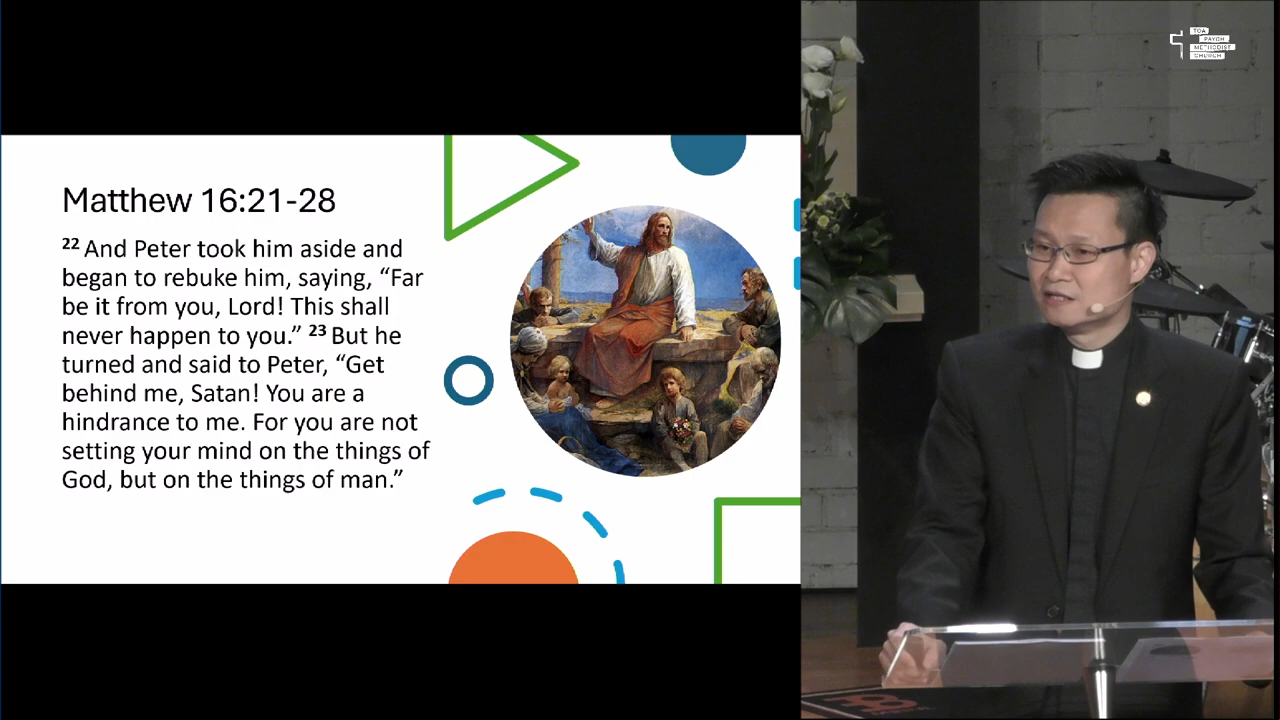 Matthew 16:21-28
22 And Peter took him aside and
began to rebuke him, saying, “Far
be it from you, Lord! This shall
never happen to you.” 23 But he
turned and said to Peter, “Get
behind me, Satan! You are a
hindrance to me. For you are not
setting your mind on the things of
God, but on the things of man.”
TOA
PAYOH
METHODIST
CHURCH